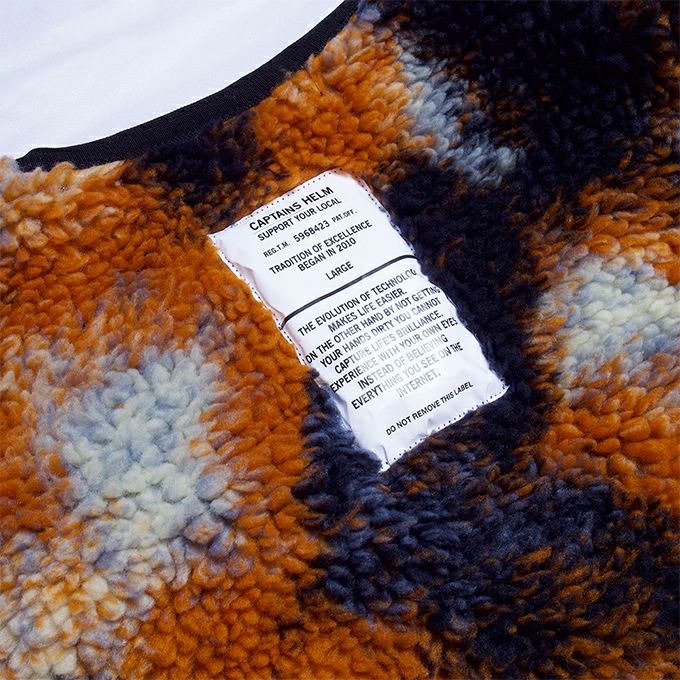 CAPTAINS HELM
SUPPORT YOUR LOCAL
REG.T.M. 5968423 PAT.OFF.
TRADITION OF EXCELLENCE
BEGAN IN 2010
LARGE
THE EVOLUTION OF TECHNOLOGY
MAKES LIFE EASIER.
ON THE OTHER HAND BY NOT GETTING
YOUR HANDS DIRTY YOU CANNOT
CAPTURE LIFE'S BRILLIANCE.
EXPERIENCE WITH YOUR OWN EYES
INSTEAD OF BELIEVING
EVERYTHING YOU SEE ON THE
INTERNET.
DO NOT REMOVE THIS LABEL